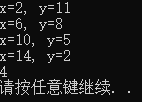 x=2, y=11
x=6, y=8
x=10, y=5
x=14, y=2
4
请按任意键继续. .